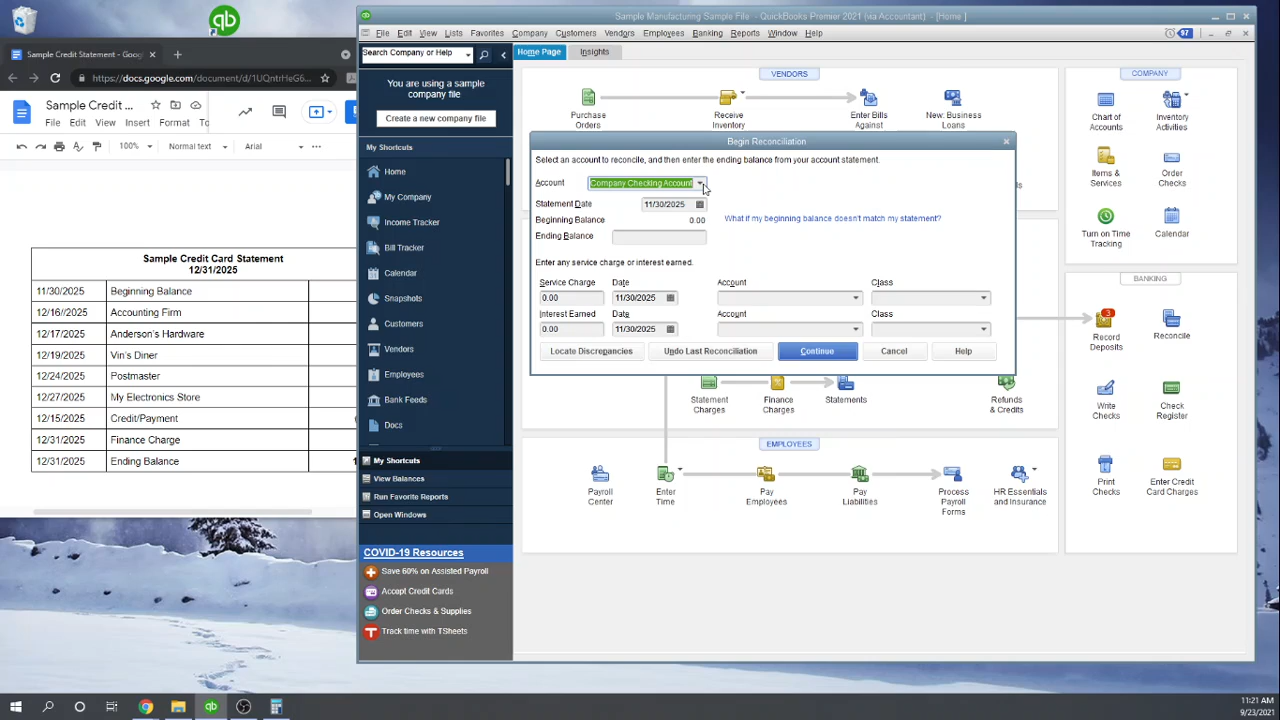 Sample Manufacturing Sample File - QuickBooks Premier 2021 (via Accountant) - [Home ]
File Edit View Lists Favorites Company Customers Vendors Employees Banking Reports Window Help
97
Sample Credit Statement - Goog
https://docs.google.com/document/d/1UQntrHeG6
Sample Credit ...
File Edit View Insert Format To
100% Normal text Arial
Sample Credit Card Statement
12/31/2025
11/30/2025 Beginning Balance
12/16//2025 Accounting Firm
12/17/2025 Anderson's Hardware
12/19/2025 Di's Diner
12/24/2025 Postmaster
12/27/2025 My Electronics Store
12/15/2025 Credit/Payment
12/31/2025 Finance Charge
12/31/2025 Ending Balance
Search Company or Help
You are using a sample
company file
Create a new company file
My Shortcuts
Home
My Company
Income Tracker
Bill Tracker
Calendar
Snapshots
Customers
Vendors
Employees
Bank Feeds
Docs
My Shortcuts
View Balances
Run Favorite Reports
Open Windows
COVID-19 Resources
Save 60% on Assisted Payroll
Accept Credit Cards
Order Checks & Supplies
Track time with TSheets
Home Page Insights
VENDORS
Purchase
Orders
Receive
Inventory
Enter Bills
Against
New: Business
Loans
Begin Reconciliation
Select an account to reconcile, and then enter the ending balance from your account statement.
Account Company Checking Account
Statement Date 11/30/2025
Beginning Balance 0.00 What if my beginning balance doesn't match my statement?
Ending Balance
Enter any service charge or interest earned.
Service Charge Date Account Class
0.00 11/30/2025
Interest Earned Date Account Class
0.00 11/30/2025
Locate Discrepancies Undo Last Reconciliation Continue Cancel Help
Statement
Charges
Finance
Charges
Statements
Refunds
& Credits
EMPLOYEES
Payroll
Center
Enter
Time
Pay
Employees
Pay
Liabilities
Process
Payroll
Forms
HR Essentials
and Insurance
COMPANY
Chart of
Accounts
Inventory
Activities
Items &
Services
Order
Checks
Turn on Time
Tracking
Calendar
BANKING
3
Record
Deposits
Reconcile
Write
Checks
Check
Register
Print
Checks
Enter Credit
Card Charges
11:21 AM
9/23/2021